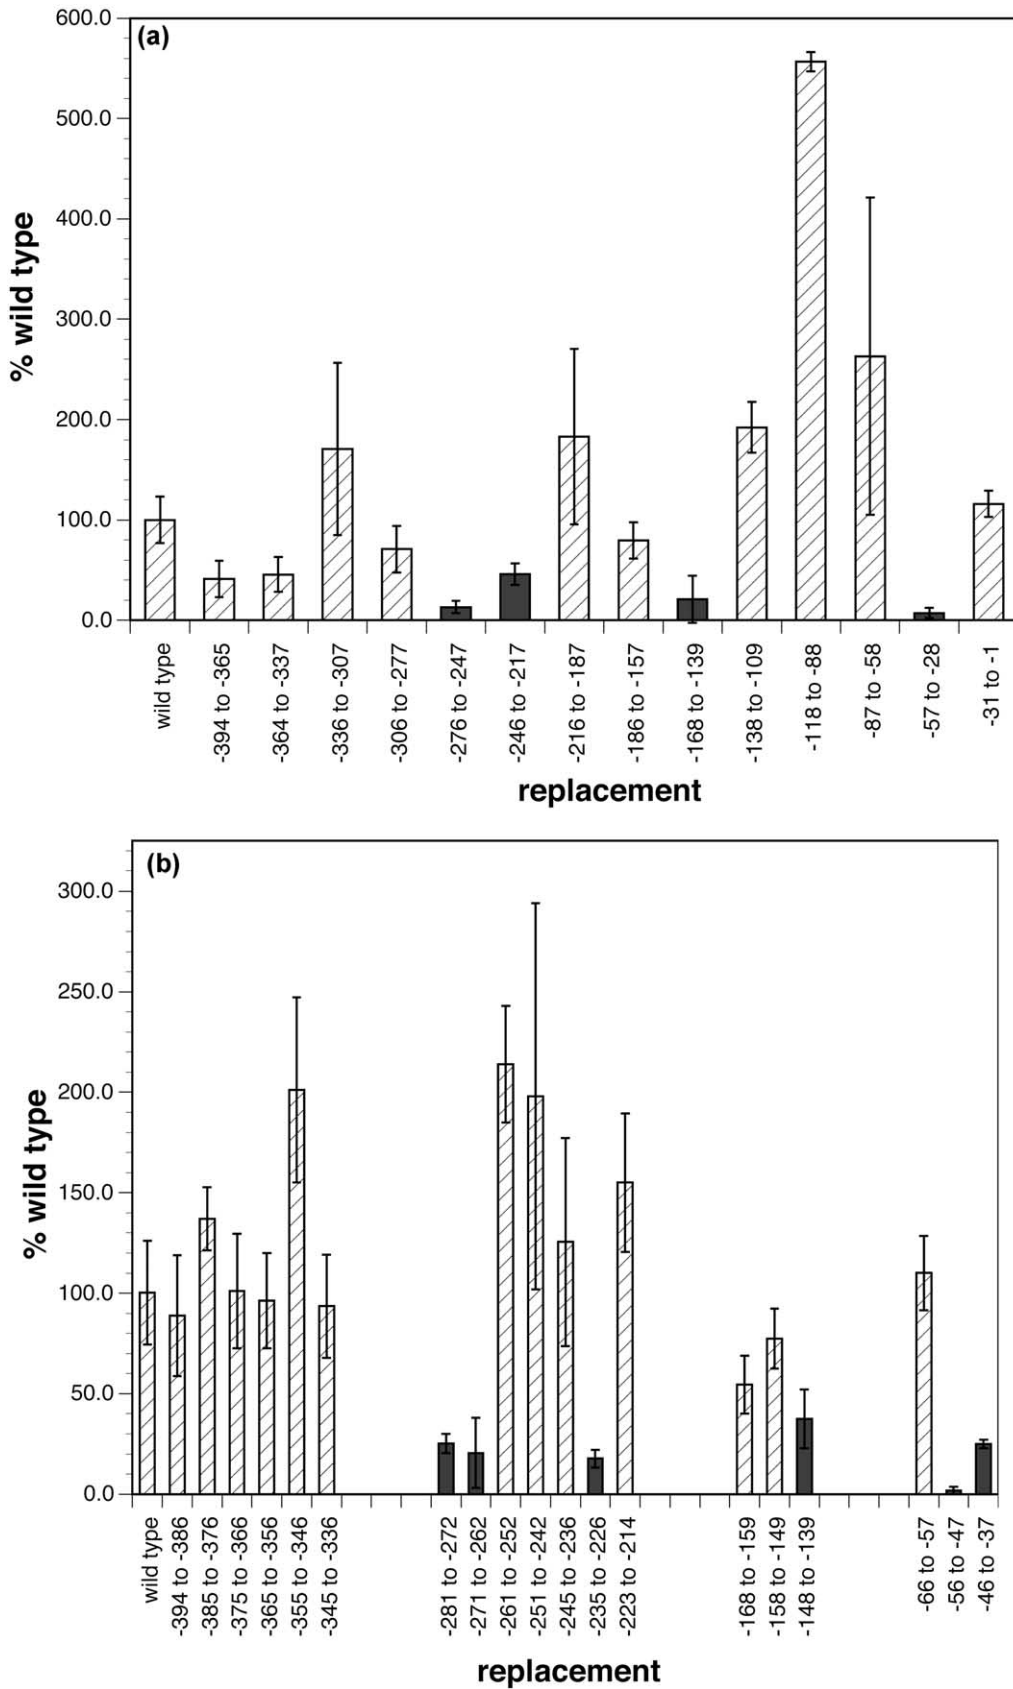 (a)
% wild type
600.0
500.0
400.0
300.0
200.0
100.0
0.0
wild type
-394 to -365
-364 to -337
-336 to -307
-306 to -277
-276 to -247
-246 to -217
-216 to -187
-186 to -157
-168 to -139
-138 to -109
-118 to -88
-87 to -58
-57 to -28
-31 to -1
replacement
(b)
% wild type
300.0
250.0
200.0
150.0
100.0
50.0
0.0
wild type
-394 to -386
-385 to -376
-375 to -366
-365 to -356
-355 to -346
-345 to -336
-281 to -272
-271 to -262
-261 to -252
-251 to -242
-245 to -236
-235 to -226
-223 to -214
-168 to -159
-158 to -149
-148 to -139
-66 to -57
-56 to -47
-46 to -37
replacement